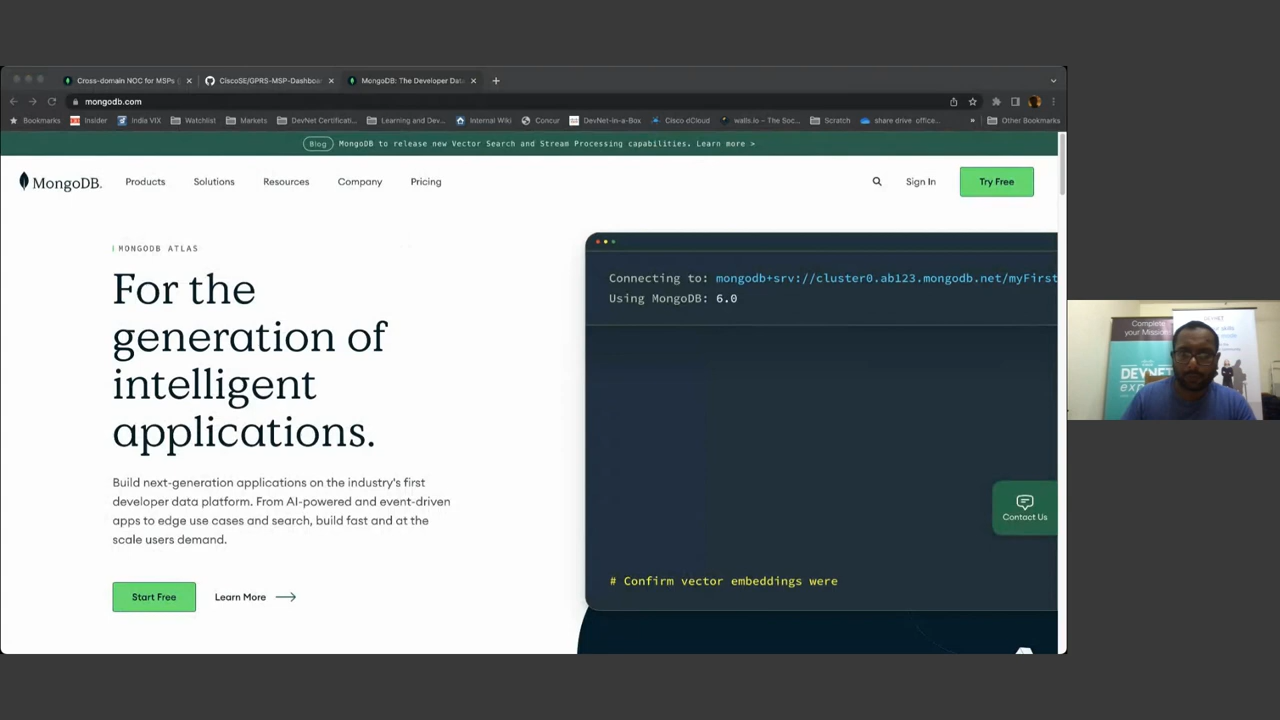 Cross-domain NOC for MSPs
CiscoSE/GPRS-MSP-Dashboa
MongoDB: The Developer Dat
mongodb.com
Bookmarks
Insider
India VIX
Watchlist
Markets
DevNet Certificati...
Learning and Dev...
Internal Wiki
Concur
DevNet-in-a-Box
Cisco dCloud
walls.io – The Soc...
Scratch
share drive office...
»
Other Bookmarks
Blog MongoDB to release new Vector Search and Stream Processing capabilities. Learn more >
MongoDB. Products Solutions Resources Company Pricing Sign In Try Free
MONGODB ATLAS
For the
generation of
intelligent
applications.
Build next-generation applications on the industry's first
developer data platform. From AI-powered and event-driven
apps to edge use cases and search, build fast and at the
scale users demand.
Start Free Learn More
Connecting to: mongodb+srv://cluster0.ab123.mongodb.net/myFirst
Using MongoDB: 6.0
# Confirm vector embeddings were
Contact Us
Complete
your Mission